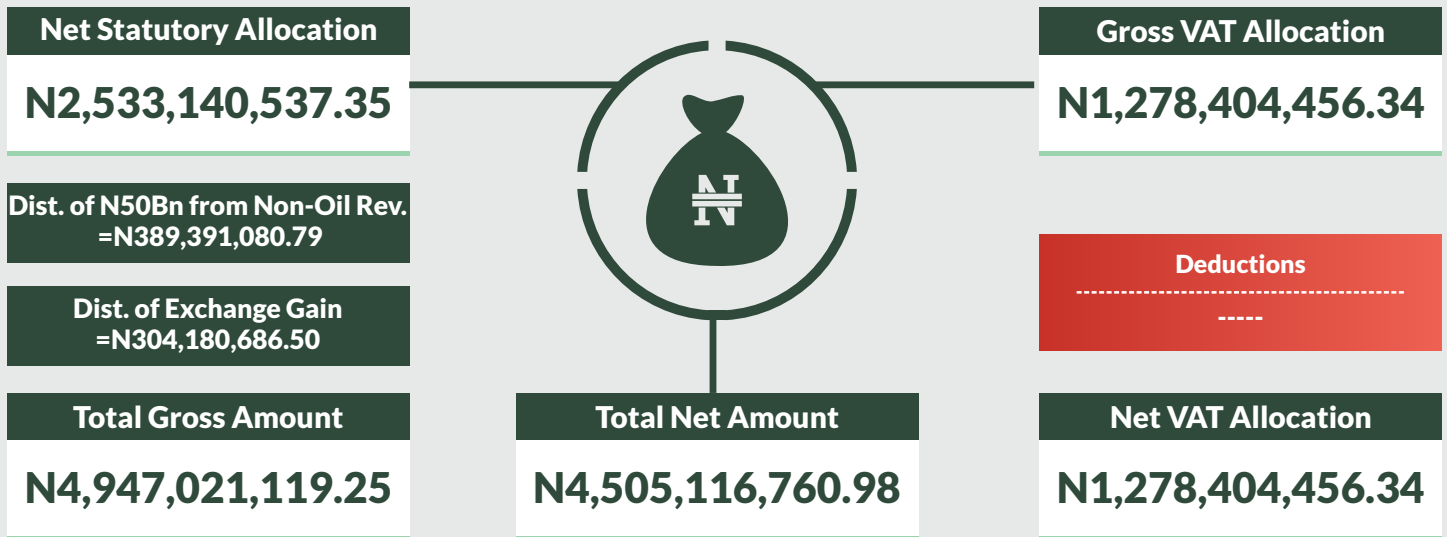 Net Statutory Allocation
N2,533,140,537.35
Dist. of N50Bn from Non-Oil Rev.
=N389,391,080.79
Dist. of Exchange Gain
=N304,180,686.50
Total Gross Amount
N4,947,021,119.25
₦
Total Net Amount
N4,505,116,760.98
Gross VAT Allocation
N1,278,404,456.34
Deductions
--------------------------------------------
-----
Net VAT Allocation
N1,278,404,456.34